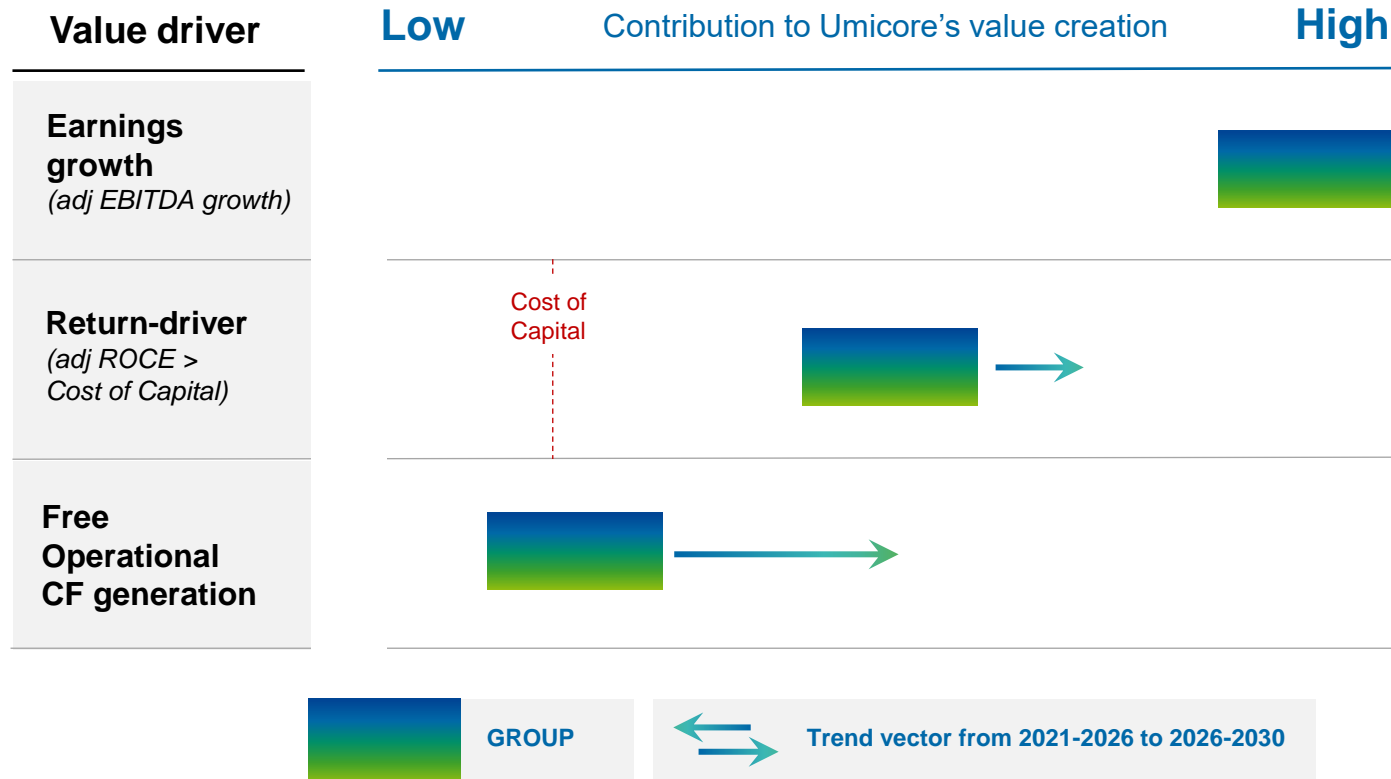 Value driver
Low
Contribution to Umicore’s value creation
High
Earnings
growth
(adj EBITDA growth)
Return-driver
(adj ROCE >
Cost of Capital)
Cost of
Capital
Free
Operational
CF generation
GROUP
Trend vector from 2021-2026 to 2026-2030